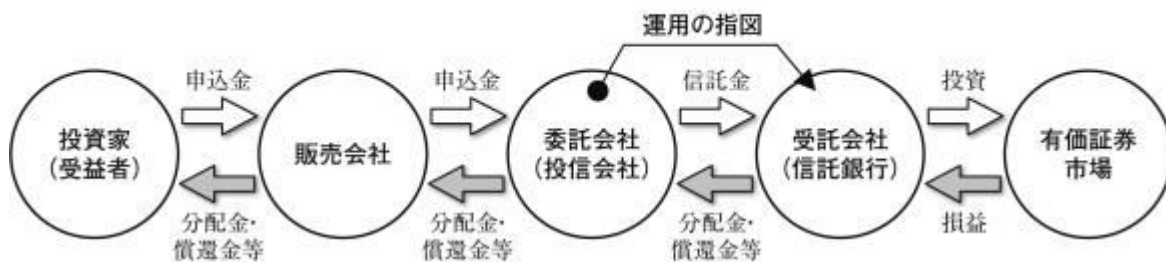 運用の指図
申込金
申込金
信託金
投資
投資家
(受益者)
販売会社
委託会社
(投信会社)
受託会社
(信託銀行)
有価証券
市場
分配金・
償還金等
分配金・
償還金等
分配金・
償還金等
損益